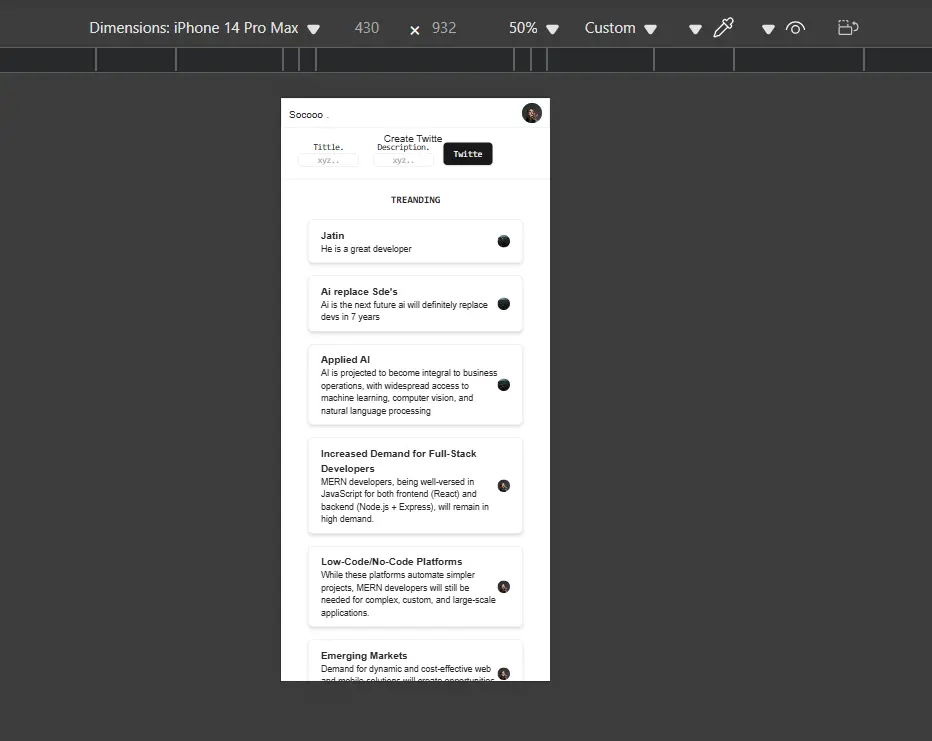 Dimensions: iPhone 14 Pro Max ▼ 430 × 932 50% ▼ Custom ▼
Socooo .
Create Twitte
Tittle. Description.
xyz.. xyz.. Twitte
TREANDING
Jatin
He is a great developer
Ai replace Sde's
Ai is the next future ai will definitely replace
devs in 7 years
Applied AI
AI is projected to become integral to business
operations, with widespread access to
machine learning, computer vision, and
natural language processing
Increased Demand for Full-Stack
Developers
MERN developers, being well-versed in
JavaScript for both frontend (React) and
backend (Node.js + Express), will remain in
high demand.
Low-Code/No-Code Platforms
While these platforms automate simpler
projects, MERN developers will still be
needed for complex, custom, and large-scale
applications.
Emerging Markets
Demand for dynamic and cost-effective web
and mobile solutions will create opportunities